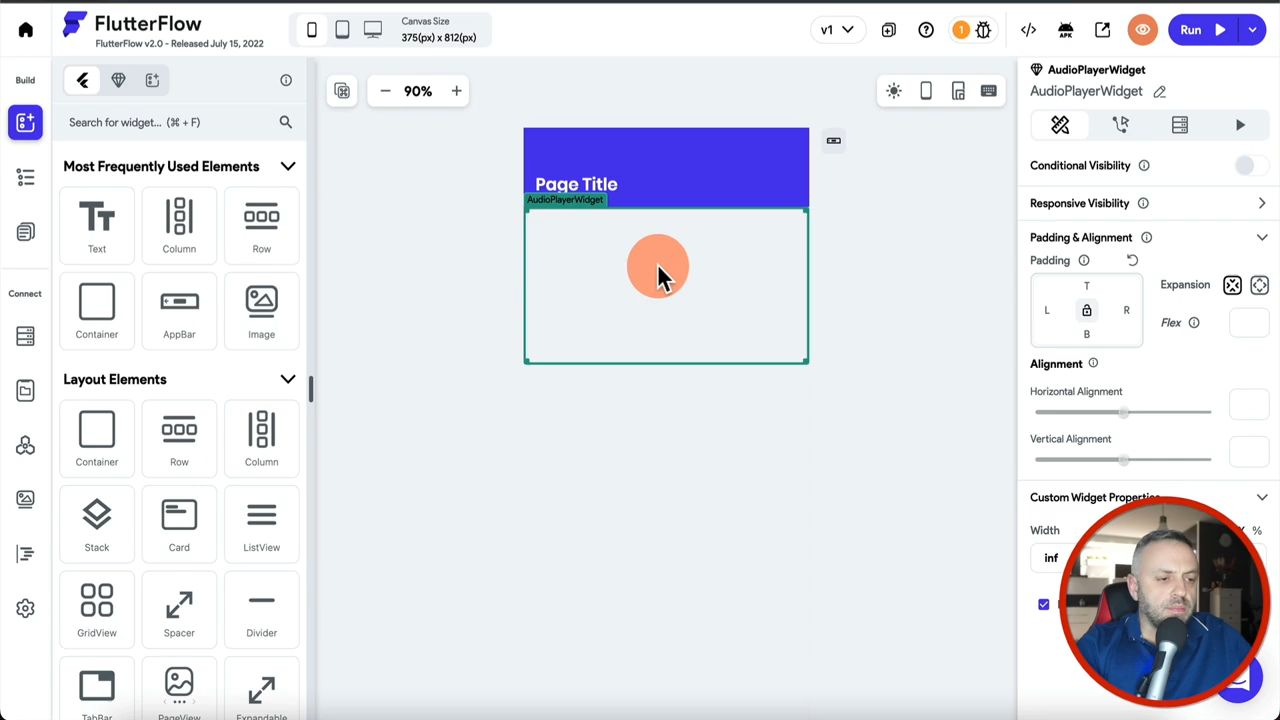 FlutterFlow
FlutterFlow v2.0 - Released July 15, 2022
Canvas Size
375(px) x 812(px)
v1
1
APK
Run
Build
90%
AudioPlayerWidget
AudioPlayerWidget
Search for widget... (⌘ + F)
Most Frequently Used Elements
Text
Column
Row
Container
AppBar
Image
Layout Elements
Container
Row
Column
Stack
Card
ListView
GridView
Spacer
Divider
TabBar
PageView
Expandable
Connect
Page Title
AudioPlayerWidget
Conditional Visibility
Responsive Visibility
Padding & Alignment
Padding
T
L
R
B
Expansion
Flex
Alignment
Horizontal Alignment
Vertical Alignment
Custom Widget Properties
Width
%
inf